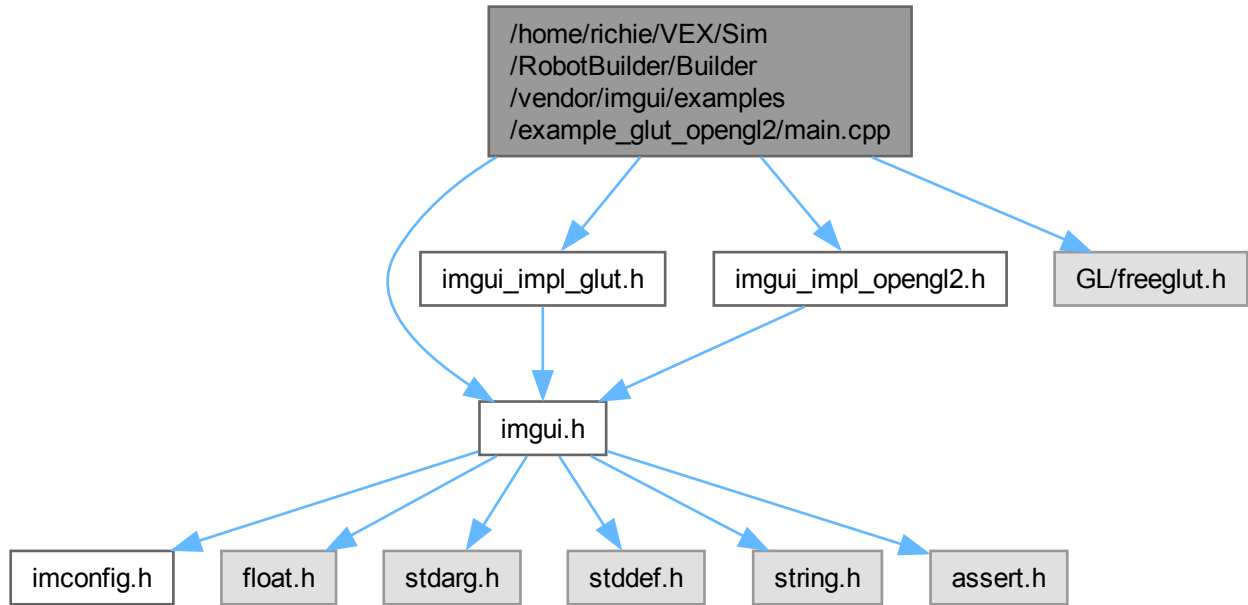 /home/richie/VEX/Sim
/RobotBuilder/Builder
/vendor/imgui/examples
/example_glut_opengl2/main.cpp
imgui_impl_glut.h
imgui_impl_opengl2.h
GL/freeglut.h
imgui.h
imconfig.h
float.h
stdarg.h
stddef.h
string.h
assert.h